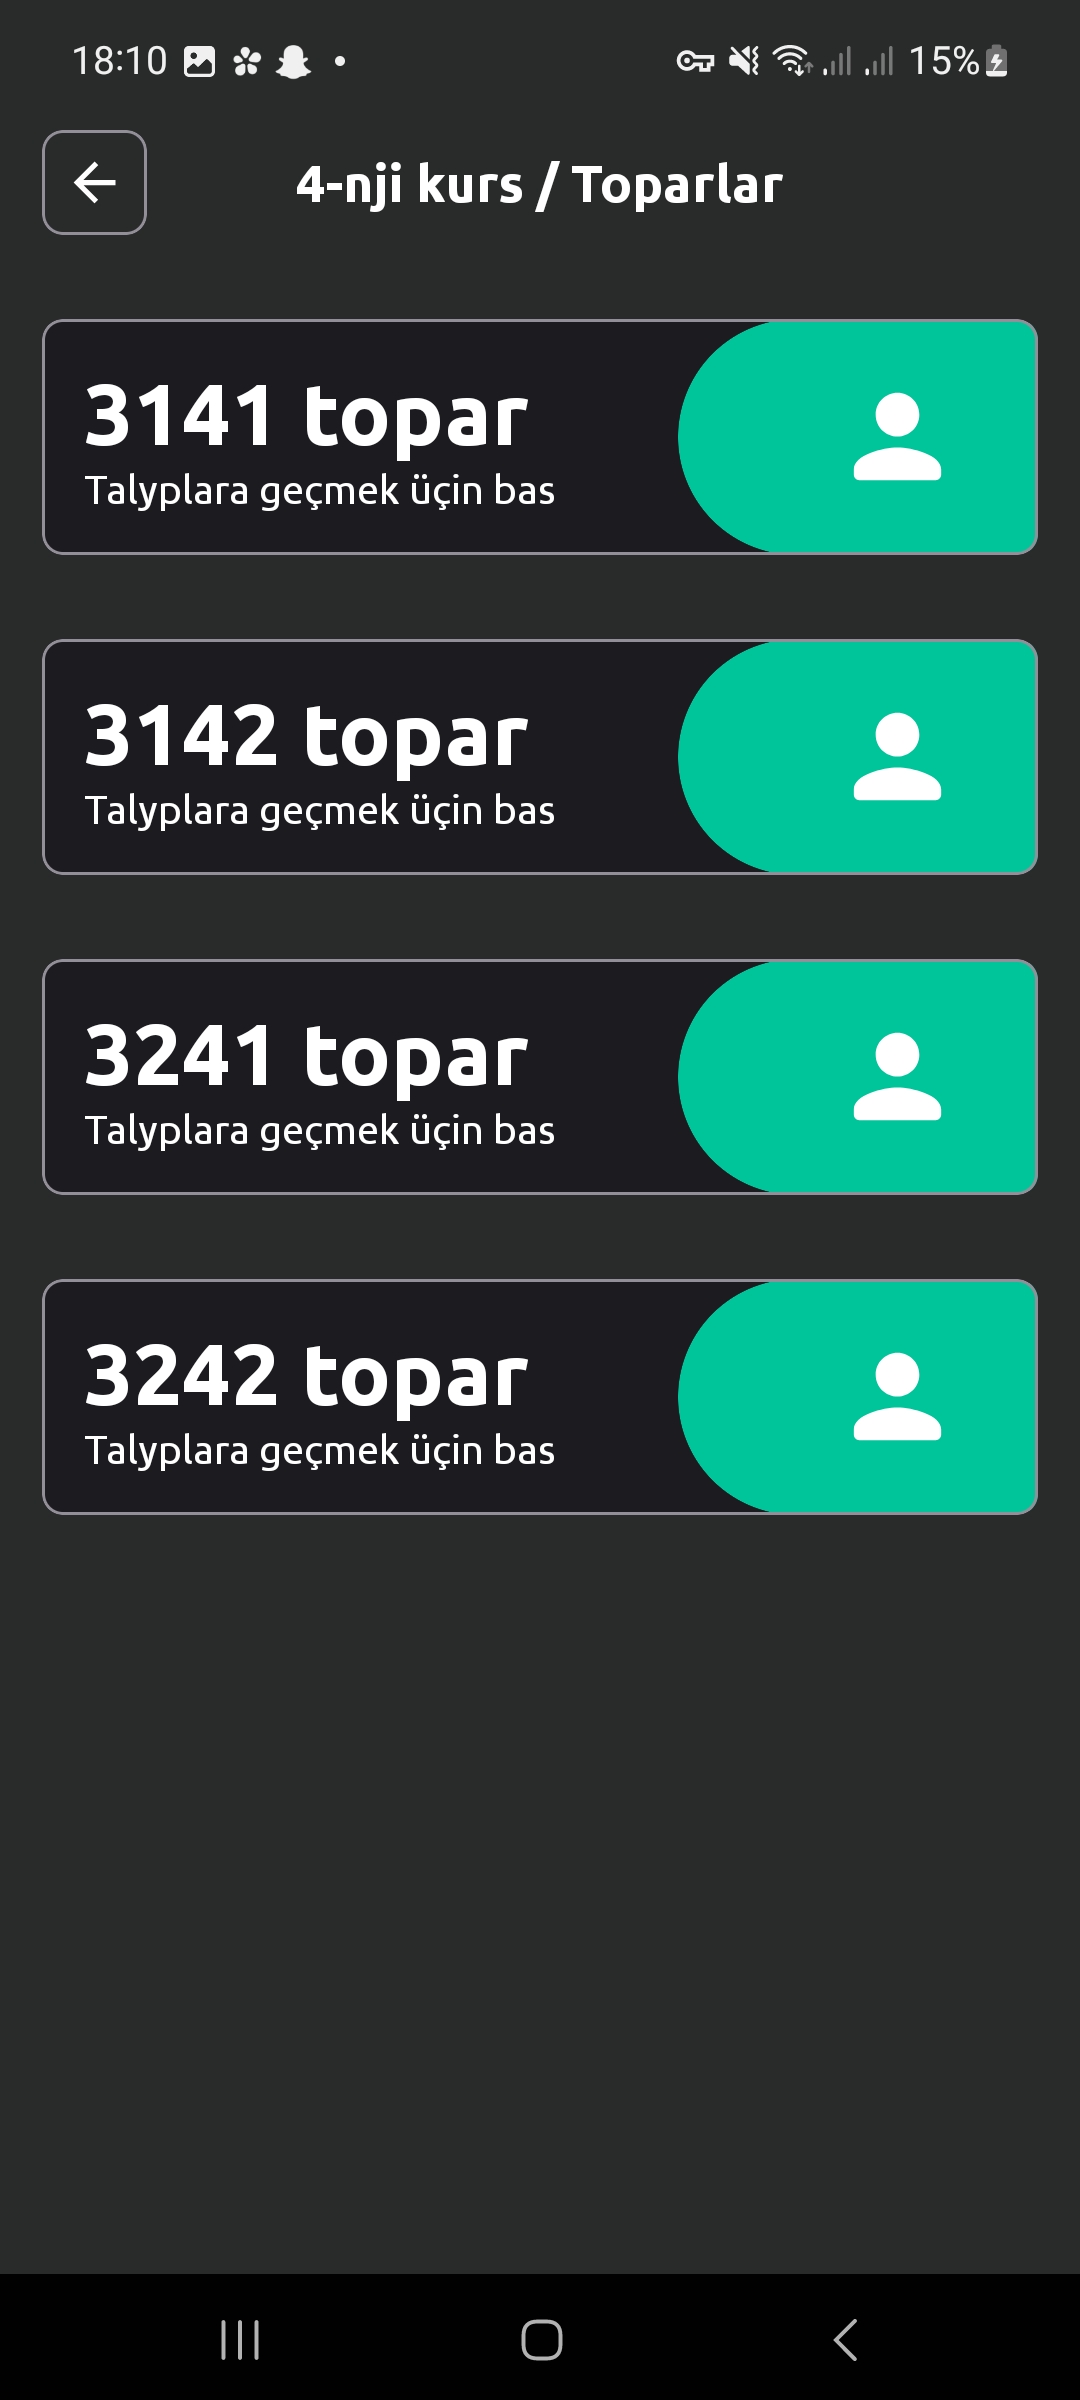 18:10 15%
4-nji kurs / Toparlar
3141 topar
Talyplara geçmek üçin bas
3142 topar
Talyplara geçmek üçin bas
3241 topar
Talyplara geçmek üçin bas
3242 topar
Talyplara geçmek üçin bas